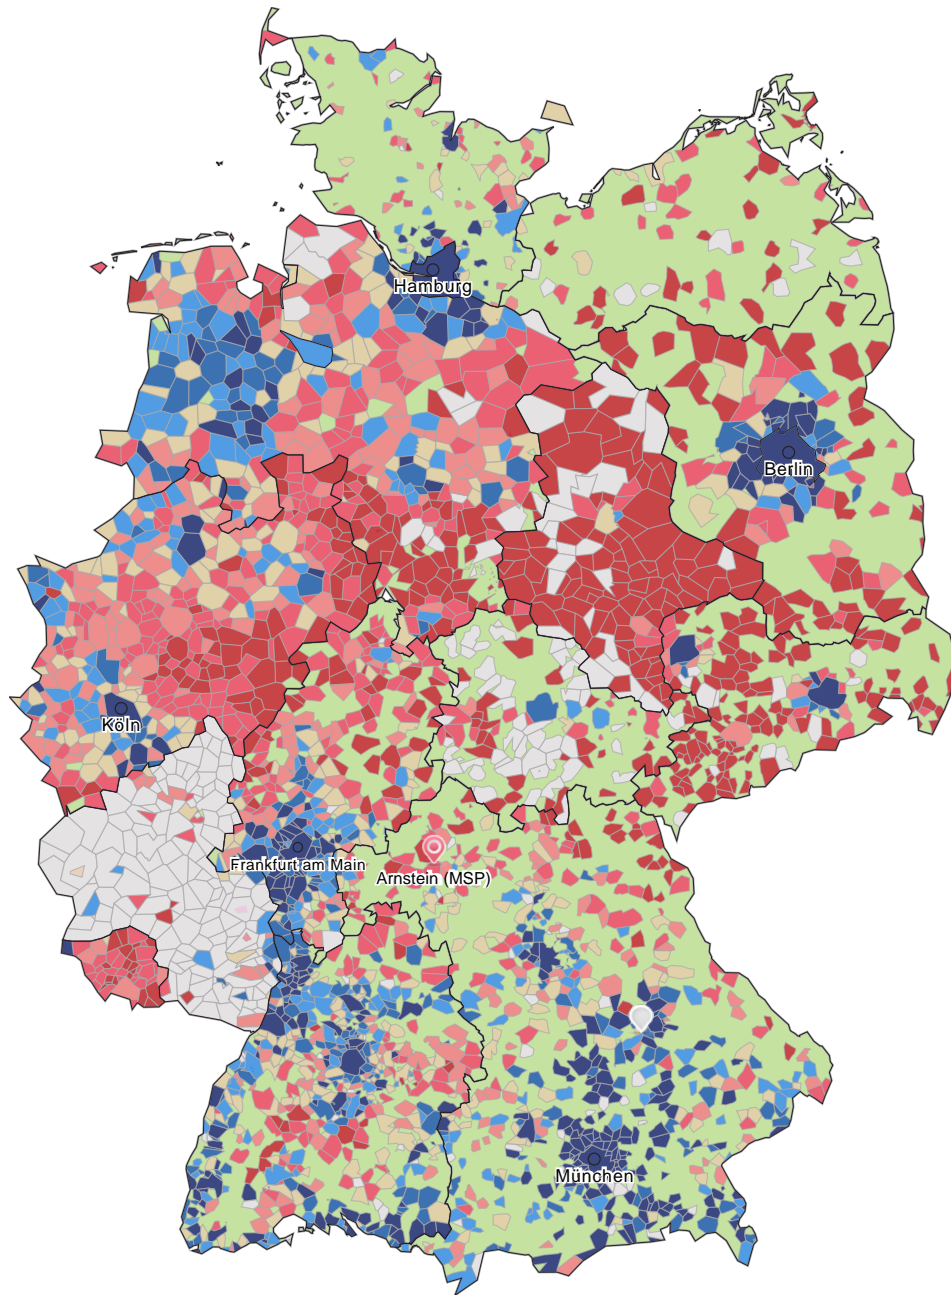 Hamburg
Berlin
Köln
Frankfurt am Main
Arnstein (MSP)
München